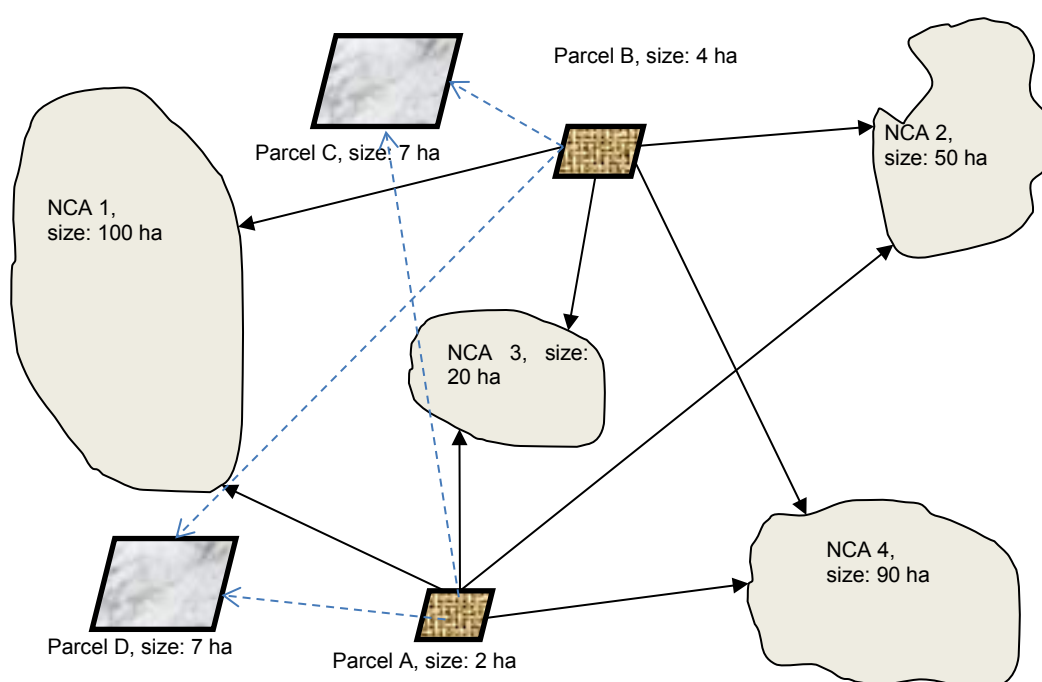 Parcel B, size: 4 ha
NCA 2,
size: 50 ha
Parcel C, size: 7 ha
NCA 1,
size: 100 ha
NCA 3, size:
20 ha
NCA 4,
size: 90 ha
Parcel D, size: 7 ha
Parcel A, size: 2 ha